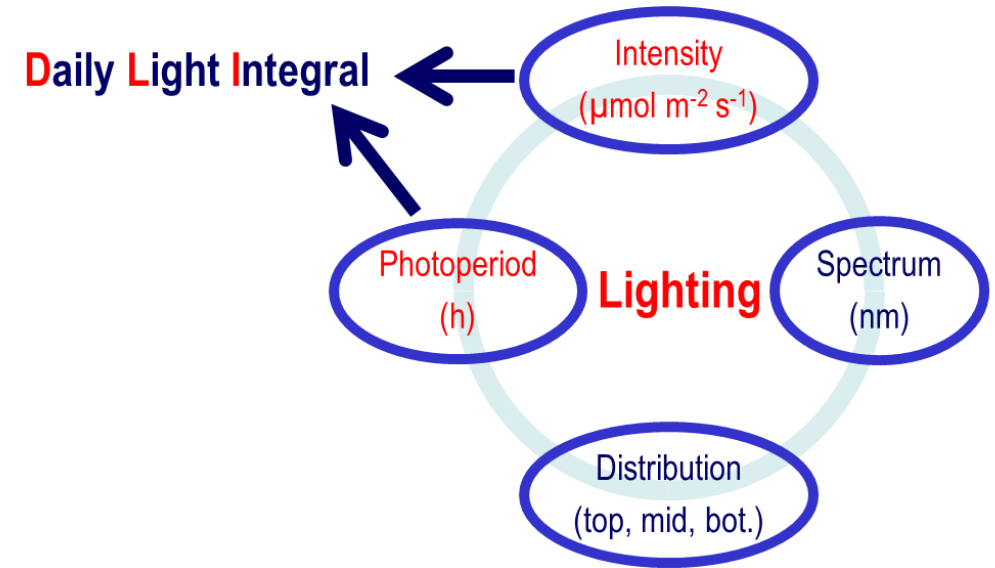 Daily Light Integral
Intensity
(µmol m⁻² s⁻¹)
Photoperiod
(h)
Lighting
Spectrum
(nm)
Distribution
(top, mid, bot.)